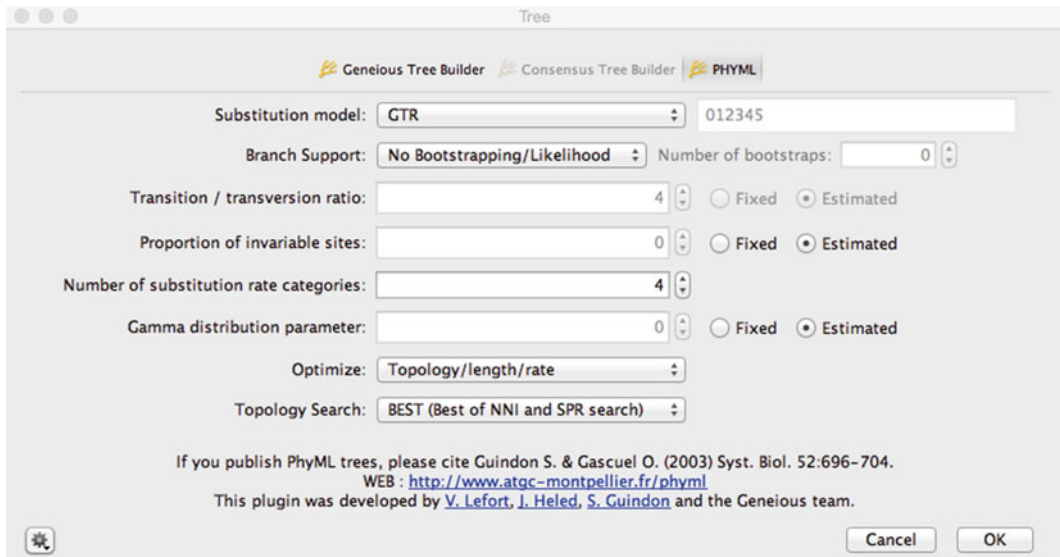 Tree
Geneious Tree Builder Consensus Tree Builder PHYML
Substitution model: GTR 012345
Branch Support: No Bootstrapping/Likelihood Number of bootstraps: 0
Transition / transversion ratio: 4 Fixed Estimated
Proportion of invariable sites: 0 Fixed Estimated
Number of substitution rate categories: 4
Gamma distribution parameter: 0 Fixed Estimated
Optimize: Topology/length/rate
Topology Search: BEST (Best of NNI and SPR search)
If you publish PhyML trees, please cite Guindon S. & Gascuel O. (2003) Syst. Biol. 52:696-704.
WEB : http://www.atgc-montpellier.fr/phyml
This plugin was developed by V. Lefort, J. Heled, S. Guindon and the Geneious team.
Cancel OK